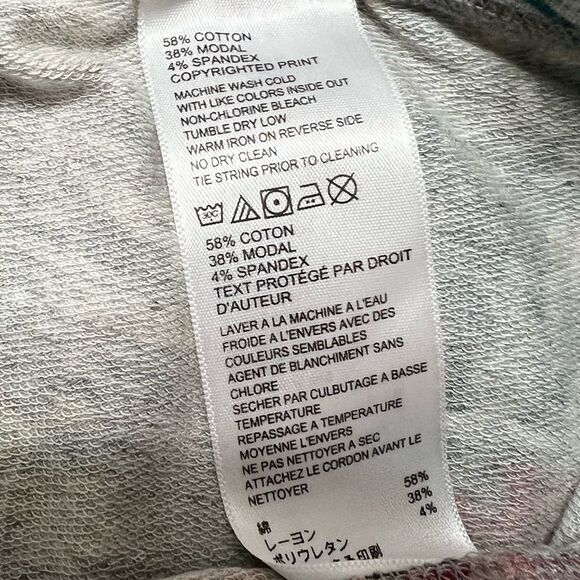 58% COTTON
38% MODAL
4% SPANDEX
COPYRIGHTED PRINT
MACHINE WASH COLD
WITH LIKE COLORS INSIDE OUT
NON-CHLORINE BLEACH
TUMBLE DRY LOW
WARM IRON ON REVERSE SIDE
NO DRY CLEAN
TIE STRING PRIOR TO CLEANING
30C
58% COTON
38% MODAL
4% SPANDEX
TEXT PROTÉGÉ PAR DROIT
D'AUTEUR
LAVER A LA MACHINE A L'EAU
FROIDE A L'ENVERS AVEC DES
COULEURS SEMBLABLES
AGENT DE BLANCHIMENT SANS
CHLORE
SECHER PAR CULBUTAGE A BASSE
TEMPERATURE
REPASSAGE A TEMPERATURE
MOYENNE L'ENVERS
NE PAS NETTOYER A SEC
ATTACHEZ LE CORDON AVANT LE
NETTOYER
綿 58%
レーヨン 38%
ポリウレタン 4%
印刷